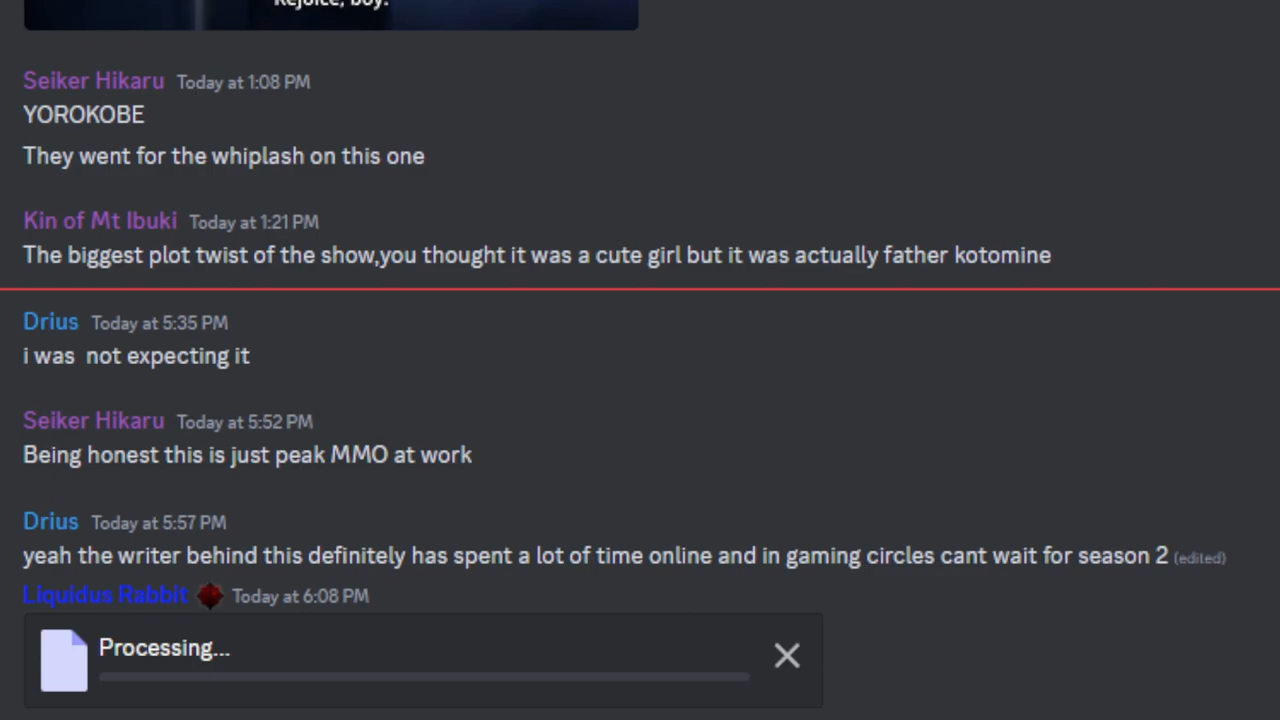 Rejoice, boy.
Seiker Hikaru Today at 1:08 PM
YOROKOBE
They went for the whiplash on this one
Kin of Mt Ibuki Today at 1:21 PM
The biggest plot twist of the show,you thought it was a cute girl but it was actually father kotomine
Drius Today at 5:35 PM
i was  not expecting it
Seiker Hikaru Today at 5:52 PM
Being honest this is just peak MMO at work
Drius Today at 5:57 PM
yeah the writer behind this definitely has spent a lot of time online and in gaming circles cant wait for season 2 (edited)
Liquidus Rabbit Today at 6:08 PM
Processing...